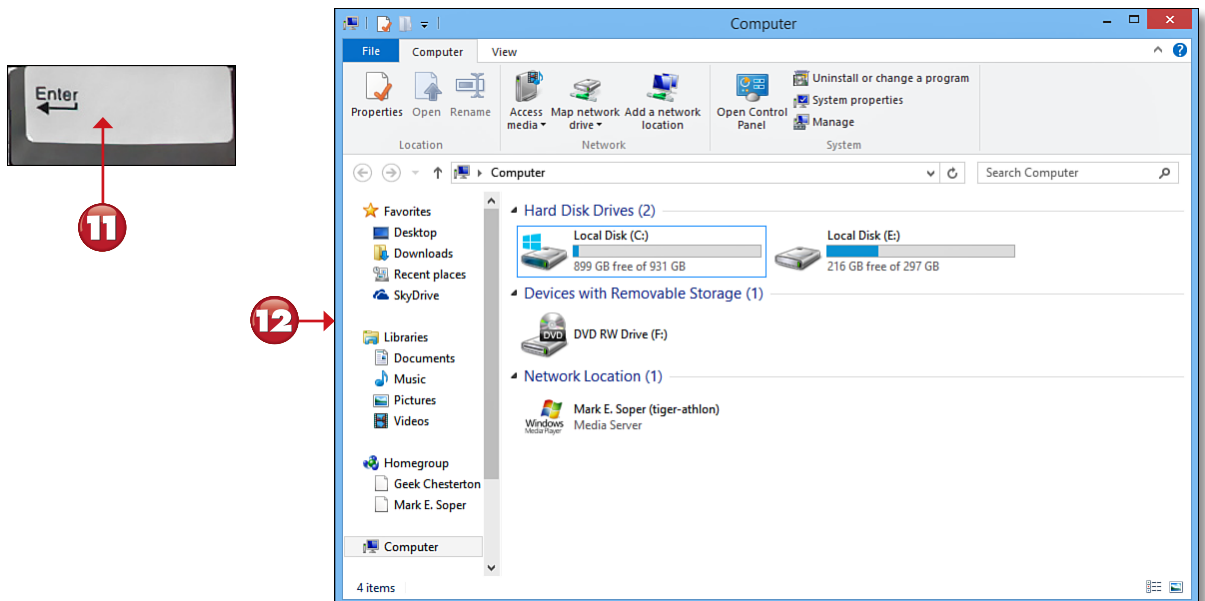 Enter
11
12
Computer
File Computer View
Properties Open Rename Access media Map network drive Add a network location Open Control Panel
Uninstall or change a program
System properties
Manage
Location Network System
Computer
Search Computer
Favorites
Desktop
Downloads
Recent places
SkyDrive
Libraries
Documents
Music
Pictures
Videos
Homegroup
Geek Chesterton
Mark E. Soper
Computer
Hard Disk Drives (2)
Local Disk (C:)
899 GB free of 931 GB
Local Disk (E:)
216 GB free of 297 GB
Devices with Removable Storage (1)
DVD
DVD RW Drive (F:)
Network Location (1)
Windows
Media Player
Mark E. Soper (tiger-athlon)
Media Server
4 items